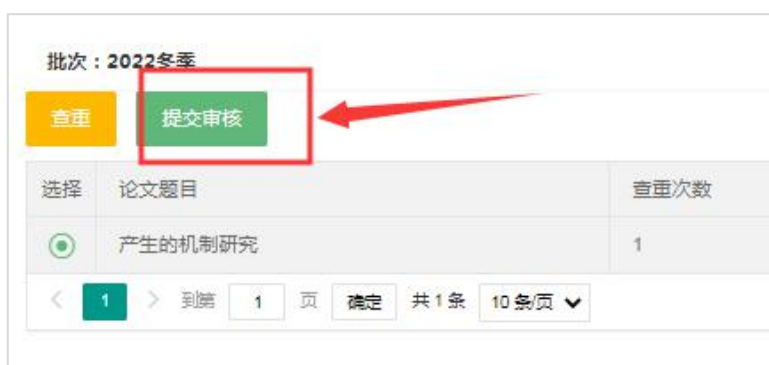 批次：2022冬季
查重 提交审核
选择 论文题目 查重次数
产生的机制研究 1
< 1 > 到第 1 页 确定 共1条 10条/页